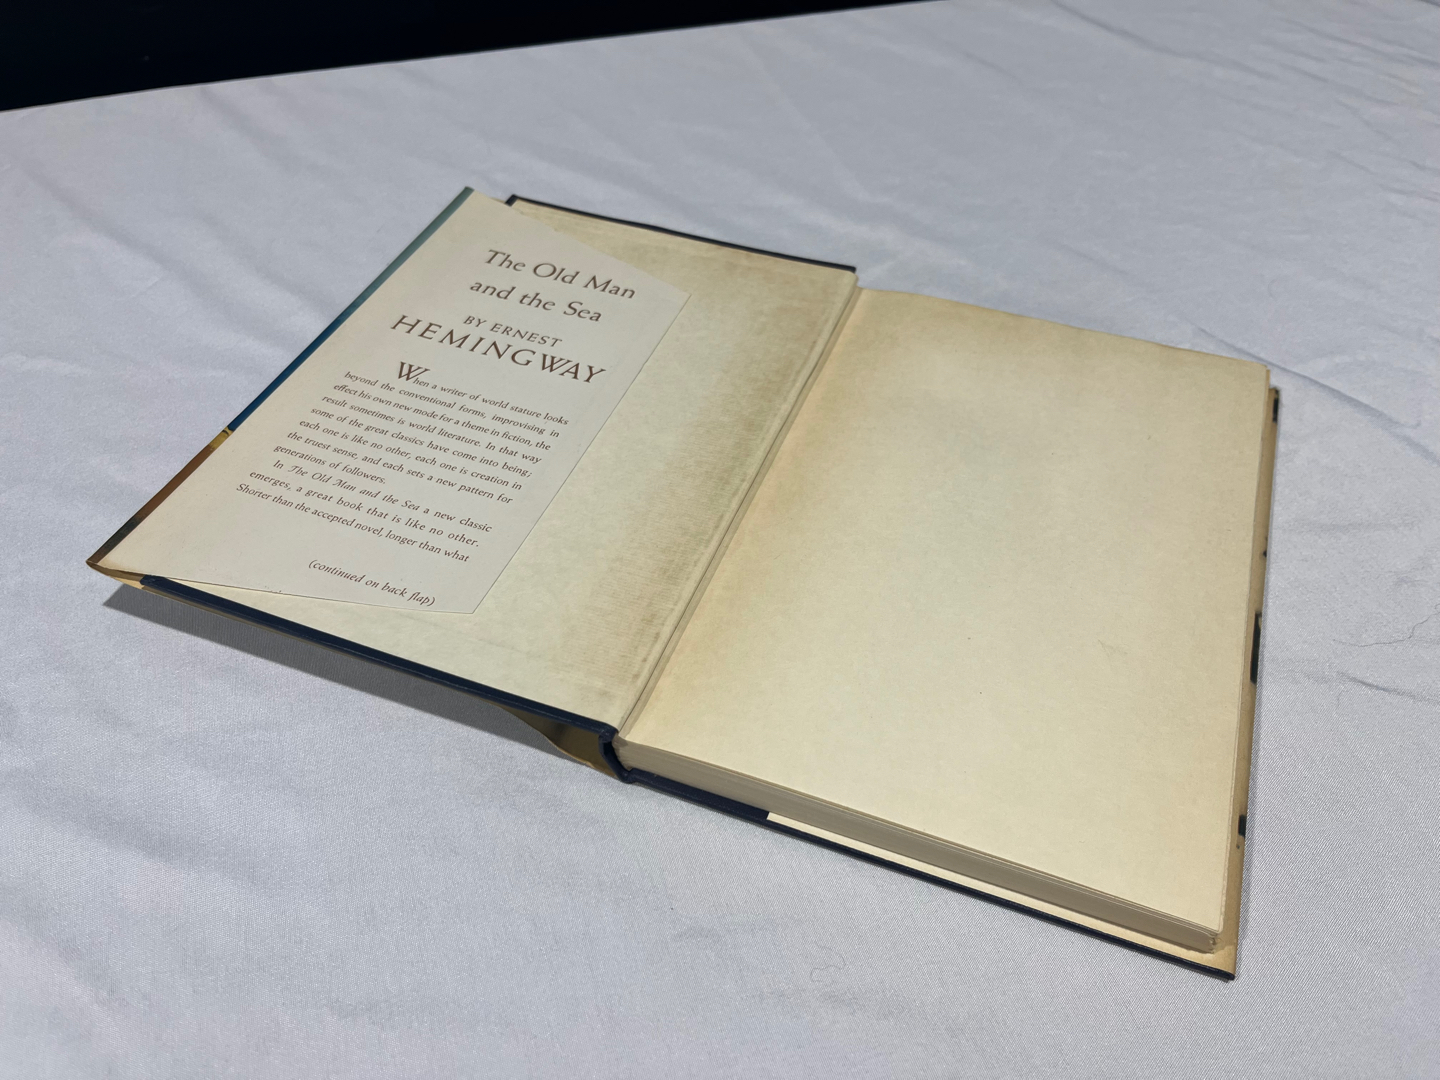 The Old Man
and the Sea
BY ERNEST
HEMINGWAY
When a writer of world stature looks
beyond the conventional forms, improvising in
effect his own new mode for a theme in fiction, the
result sometimes is world literature. In that way
some of the great classics have come into being;
each one is like no other, each one is creation in
the truest sense, and each sets a new pattern for
generations of followers.
In The Old Man and the Sea a new classic
emerges, a great book that is like no other.
Shorter than the accepted novel, longer than what
(continued on back flap)